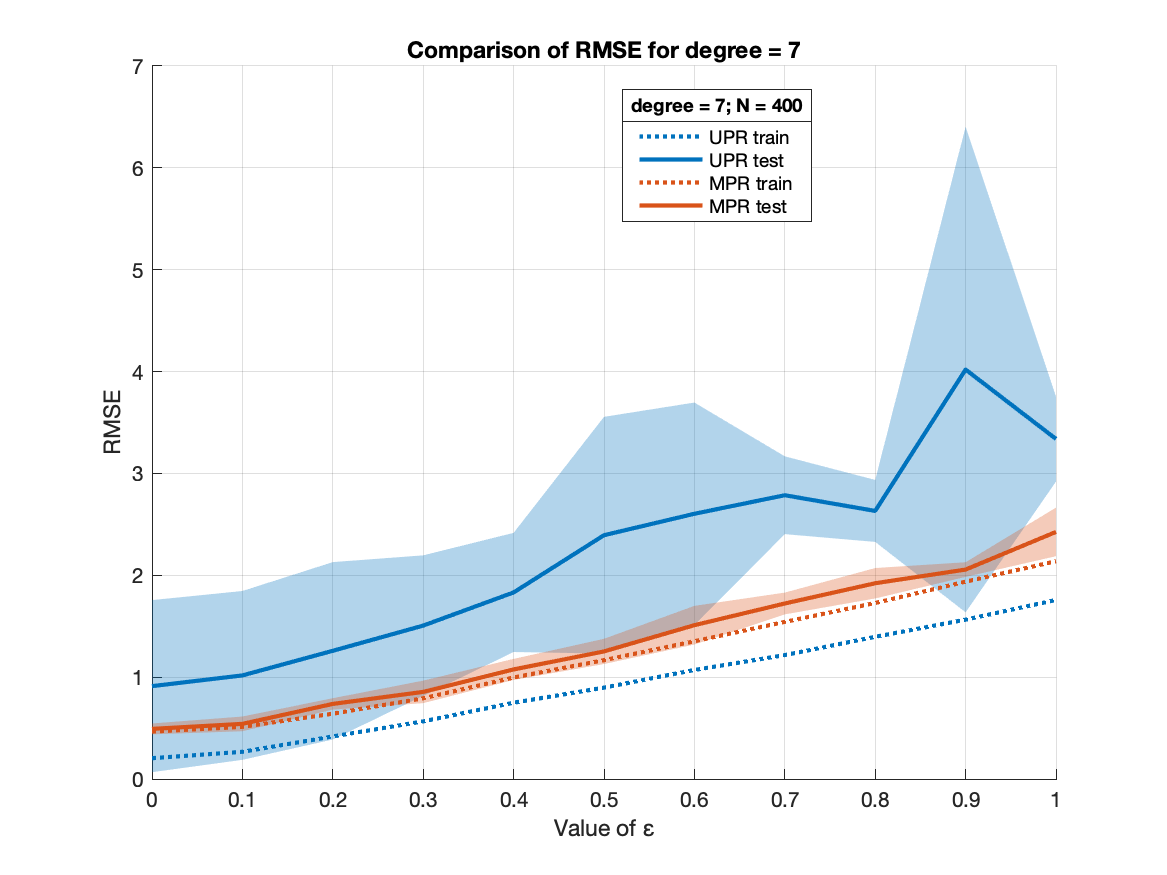 Comparison of RMSE for degree = 7
degree = 7; N = 400
UPR train
UPR test
MPR train
MPR test
RMSE
7
6
5
4
3
2
1
0
0 0.1 0.2 0.3 0.4 0.5 0.6 0.7 0.8 0.9 1
Value of ε